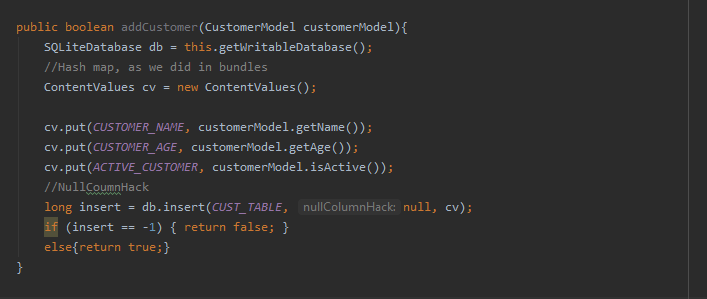 public boolean addCustomer(CustomerModel customerModel){
SQLiteDatabase db = this.getWritableDatabase();
//Hash map, as we did in bundles
ContentValues cv = new ContentValues();
cv.put(CUSTOMER_NAME, customerModel.getName());
cv.put(CUSTOMER_AGE, customerModel.getAge());
cv.put(ACTIVE_CUSTOMER, customerModel.isActive());
//NullCoumnHack
long insert = db.insert(CUST_TABLE, nullColumnHack: null, cv);
if (insert == -1) { return false; }
else{return true;}
}